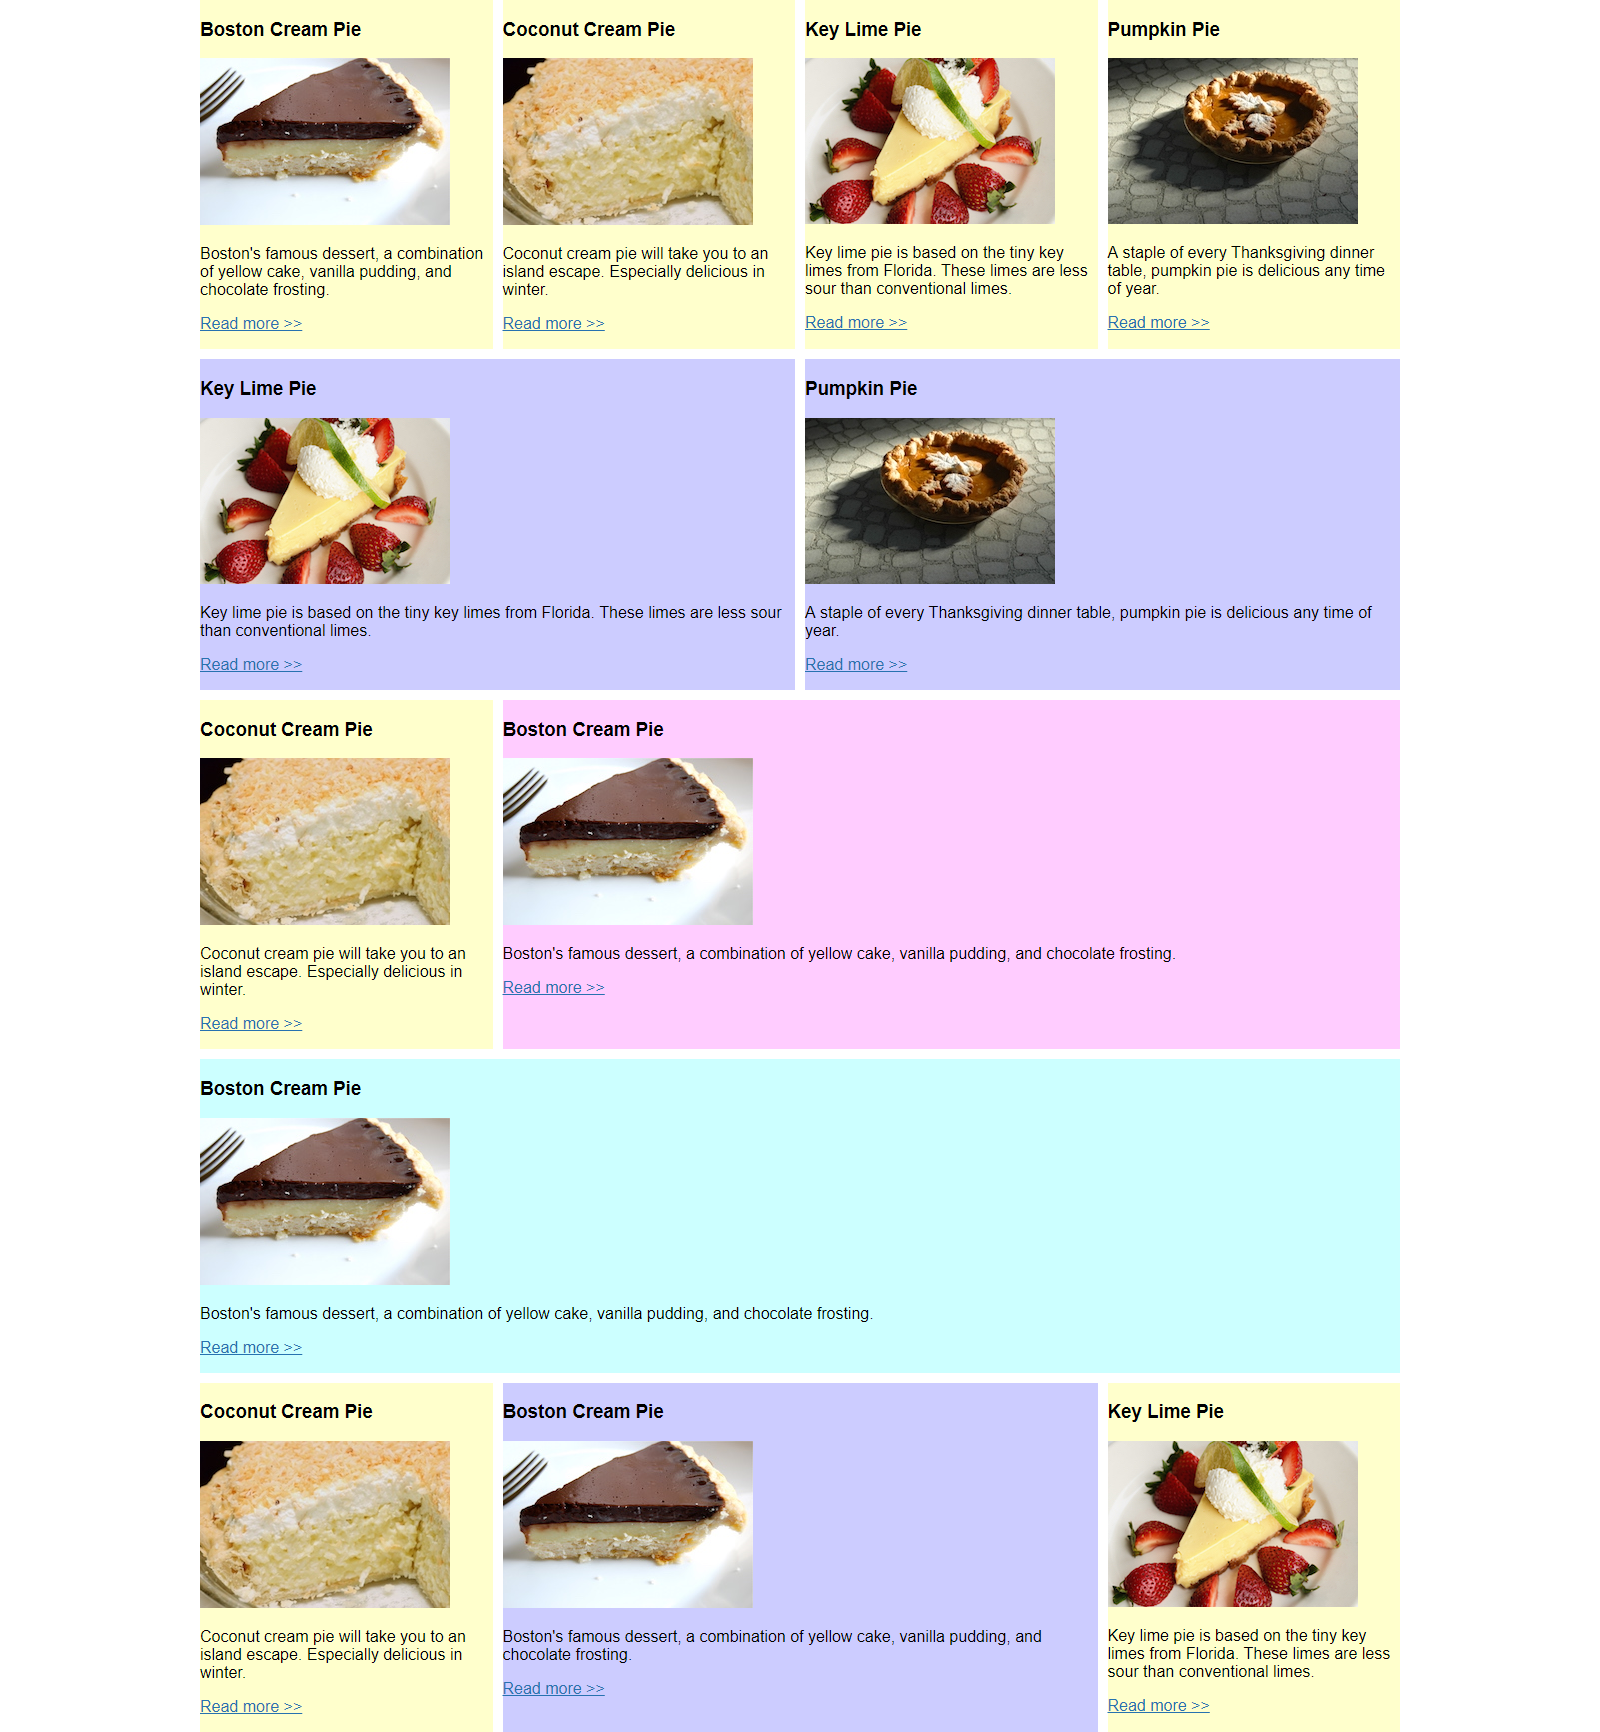 Boston Cream Pie
Boston's famous dessert, a combination
of yellow cake, vanilla pudding, and
chocolate frosting.
Read more >>
Coconut Cream Pie
Coconut cream pie will take you to an
island escape. Especially delicious in
winter.
Read more >>
Key Lime Pie
Key lime pie is based on the tiny key
limes from Florida. These limes are less
sour than conventional limes.
Read more >>
Pumpkin Pie
A staple of every Thanksgiving dinner
table, pumpkin pie is delicious any time
of year.
Read more >>
Key Lime Pie
Key lime pie is based on the tiny key limes from Florida. These limes are less sour
than conventional limes.
Read more >>
Pumpkin Pie
A staple of every Thanksgiving dinner table, pumpkin pie is delicious any time of
year.
Read more >>
Coconut Cream Pie
Coconut cream pie will take you to an
island escape. Especially delicious in
winter.
Read more >>
Boston Cream Pie
Boston's famous dessert, a combination of yellow cake, vanilla pudding, and chocolate frosting.
Read more >>
Boston Cream Pie
Boston's famous dessert, a combination of yellow cake, vanilla pudding, and chocolate frosting.
Read more >>
Coconut Cream Pie
Coconut cream pie will take you to an
island escape. Especially delicious in
winter.
Read more >>
Boston Cream Pie
Boston's famous dessert, a combination of yellow cake, vanilla pudding, and
chocolate frosting.
Read more >>
Key Lime Pie
Key lime pie is based on the tiny key
limes from Florida. These limes are less
sour than conventional limes.
Read more >>